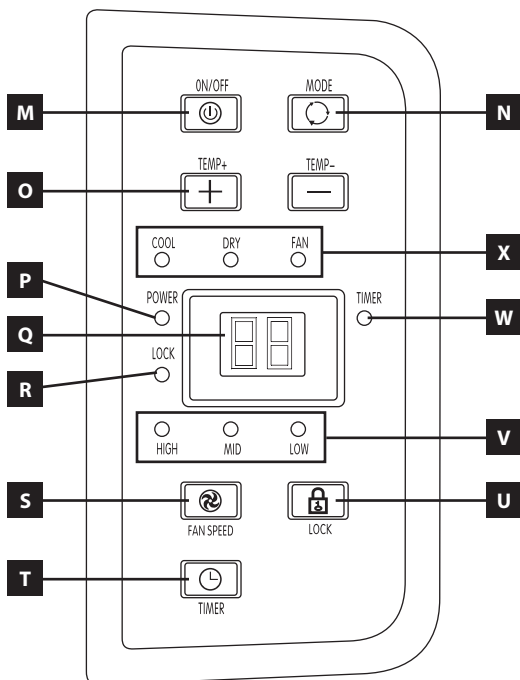 ON/OFF MODE
M N
TEMP+ TEMP–
O
COOL DRY FAN
X
P
POWER TIMER
Q W
LOCK
R
HIGH MID LOW
V
S U
FAN SPEED LOCK
T
TIMER